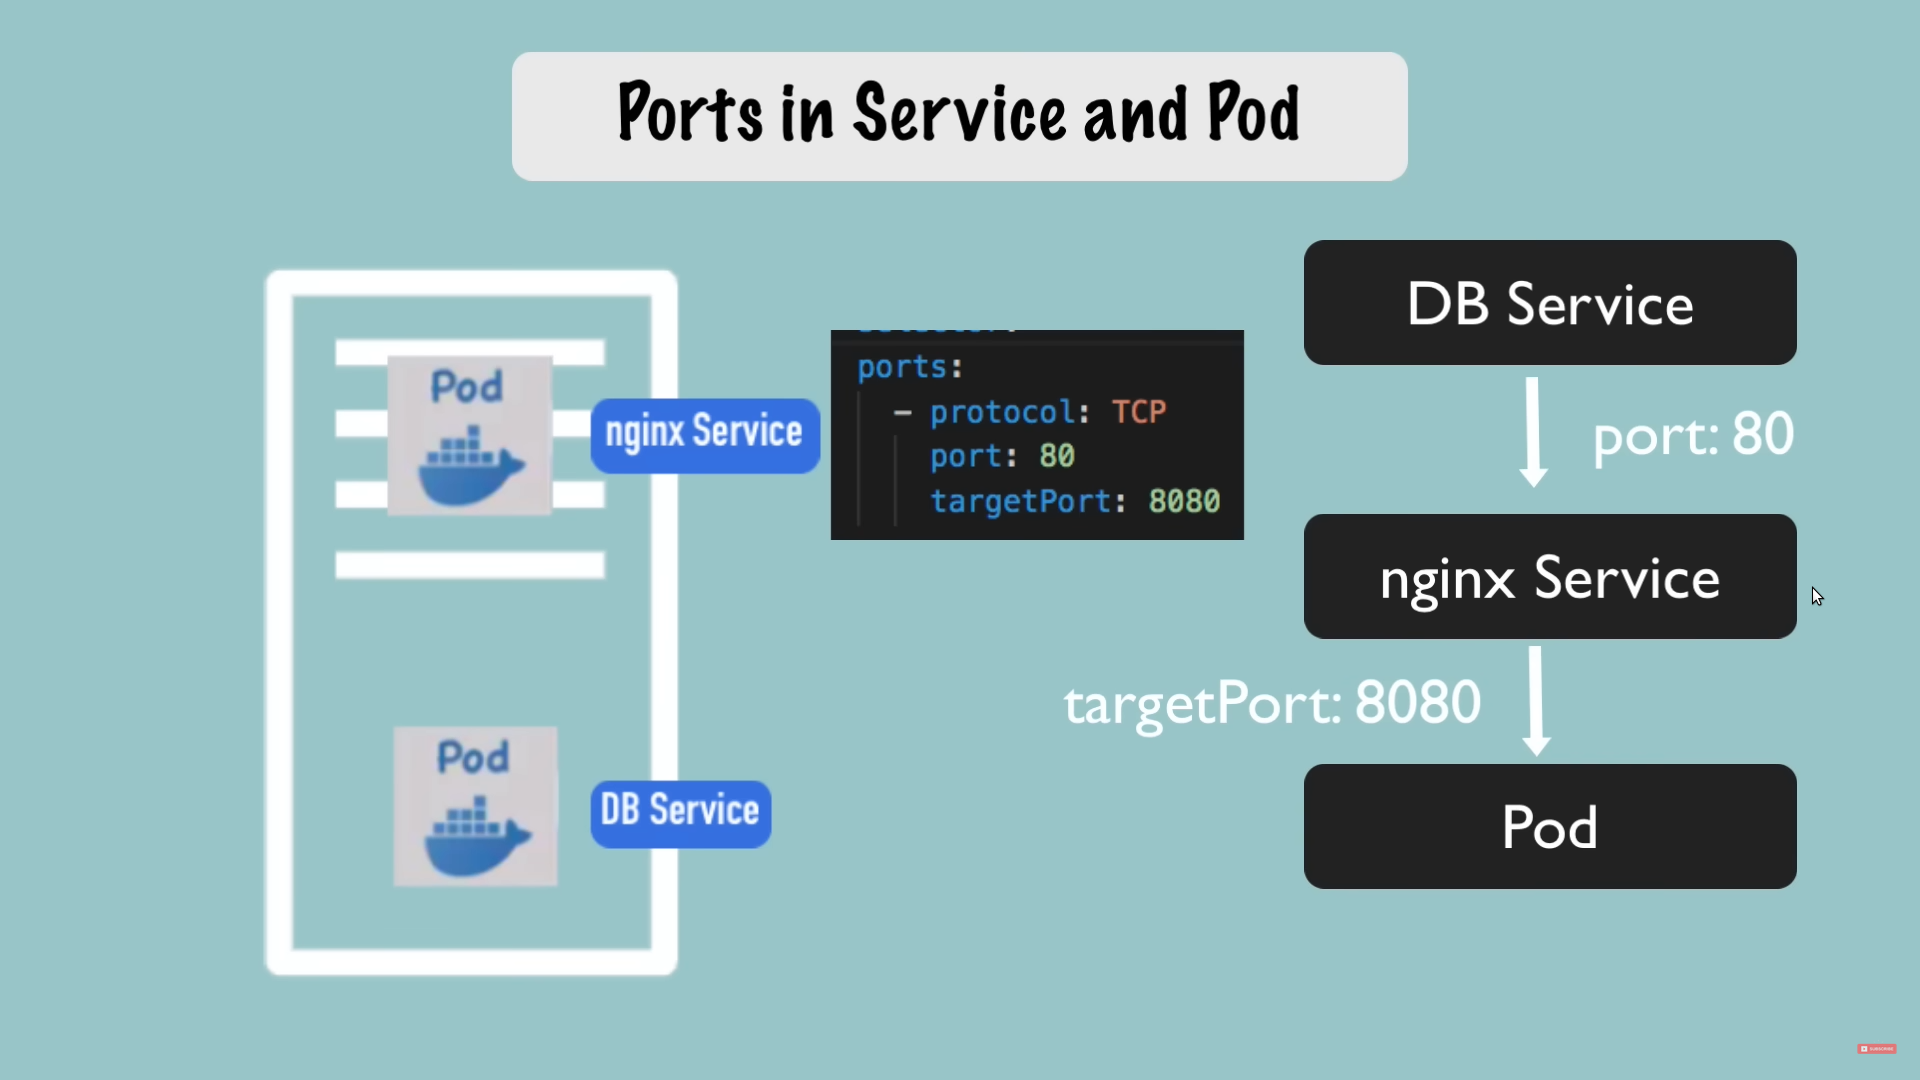 Ports in Service and Pod
Pod
nginx Service
Pod
DB Service
ports:
- protocol: TCP
port: 80
targetPort: 8080
DB Service
port: 80
nginx Service
targetPort: 8080
Pod
SUBSCRIBE